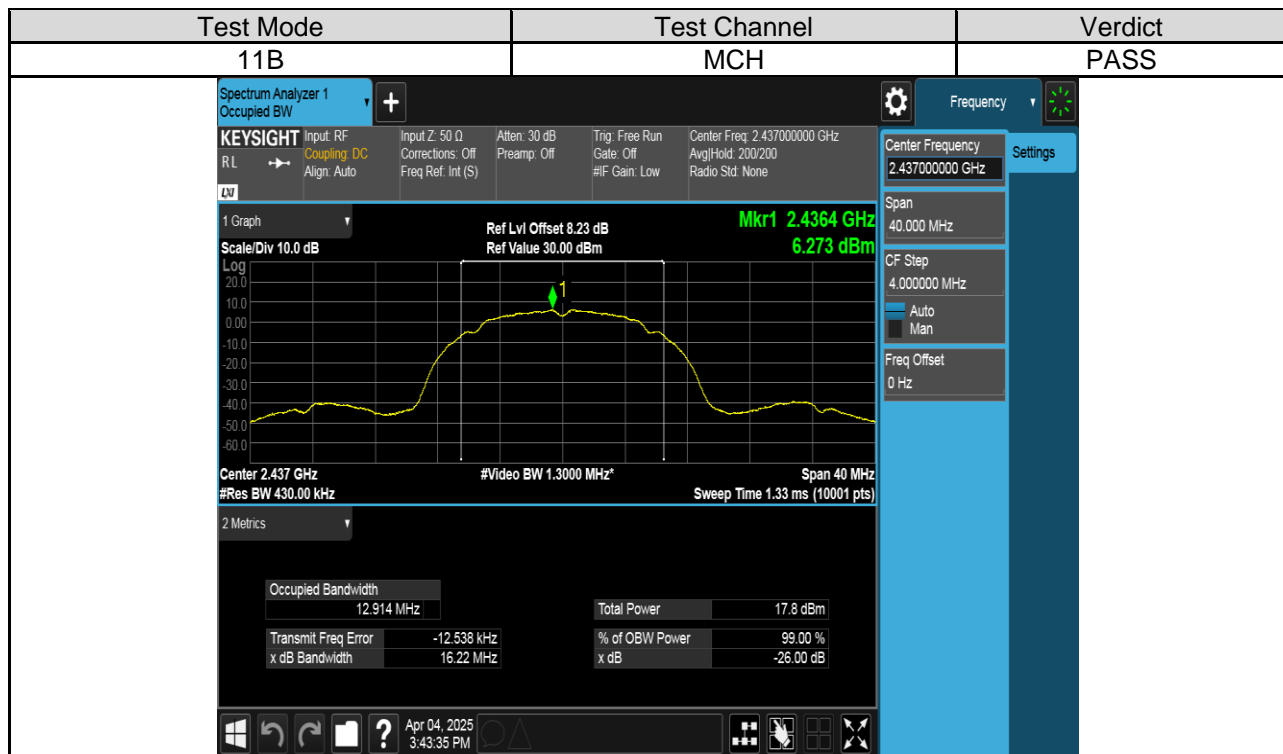 Test Mode Test Channel Verdict
11B MCH PASS
Spectrum Analyzer 1
Occupied BW
+
Frequency
KEYSIGHT
R L
LXI
Input: RF
Coupling: DC
Align: Auto
Input Z: 50 Ω
Corrections: Off
Freq Ref: Int (S)
Atten: 30 dB
Preamp: Off
Trig: Free Run
Gate: Off
#IF Gain: Low
Center Freq: 2.437000000 GHz
Avg|Hold: 200/200
Radio Std: None
Center Frequency
2.437000000 GHz
Settings
Span
40.000 MHz
CF Step
4.000000 MHz
Auto
Man
Freq Offset
0 Hz
1 Graph
Scale/Div 10.0 dB
Ref Lvl Offset 8.23 dB
Ref Value 30.00 dBm
Mkr1 2.4364 GHz
6.273 dBm
Log
20.0
10.0
0.00
-10.0
-20.0
-30.0
-40.0
-50.0
-60.0
1
Center 2.437 GHz #Video BW 1.3000 MHz* Span 40 MHz
#Res BW 430.00 kHz Sweep Time 1.33 ms (10001 pts)
2 Metrics
Occupied Bandwidth
12.914 MHz
Total Power 17.8 dBm
Transmit Freq Error -12.538 kHz
% of OBW Power 99.00 %
x dB Bandwidth 16.22 MHz
x dB -26.00 dB
?
Apr 04, 2025
3:43:35 PM